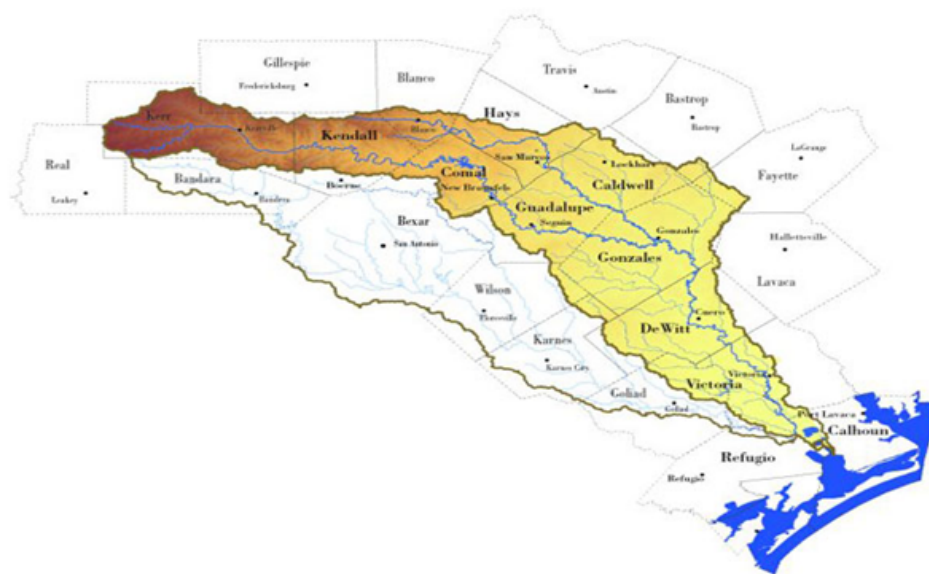 Gillespie
Fredericksburg
Blanco
Travis
Austin
Bastrop
Bastrop
Hays
Kerr
Kerrville
Kendall
Blanco
San Marcos
Lockhart
LaGrange
Fayette
Real
Leakey
Bandara
Bandera
Boerne
Comal
New Braunfels
Caldwell
Guadalupe
Seguin
Bexar
San Antonio
Gonzales
Gonzales
Halletteville
Lavaca
Wilson
Floresville
Cuero
DeWitt
Karnes
Karnes City
Victoria
Victoria
Goliad
Goliad
Port Lavaca
Calhoun
Refugio
Refugio